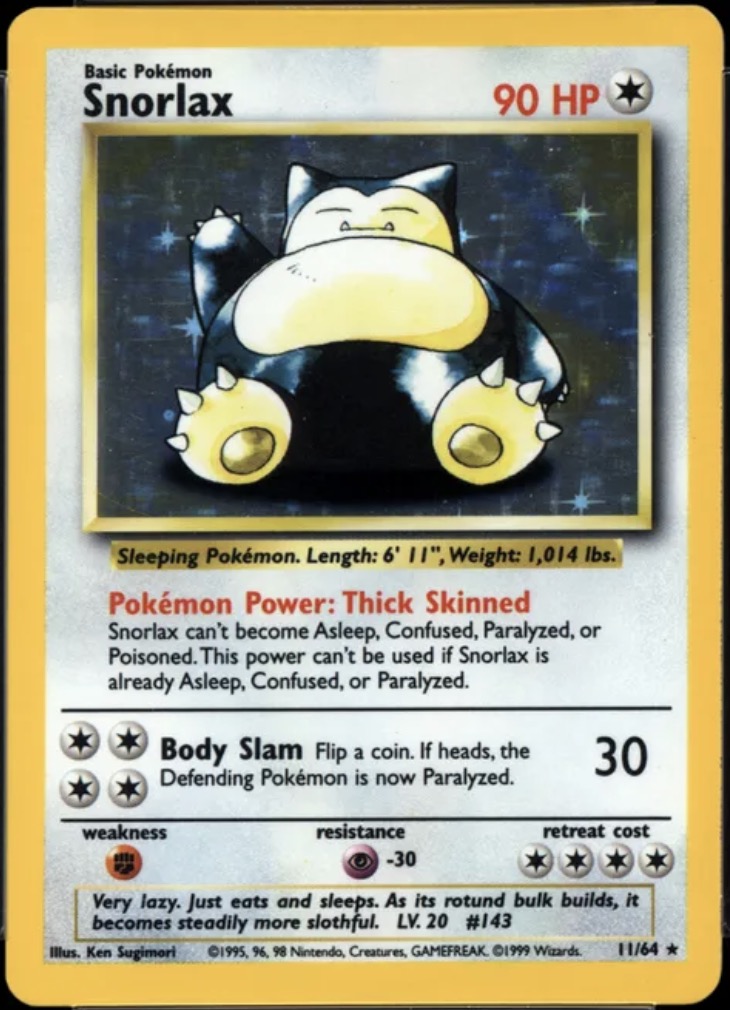 Basic Pokémon
Snorlax
90 HP
Sleeping Pokémon. Length: 6' 11", Weight: 1,014 lbs.
Pokémon Power: Thick Skinned
Snorlax can't become Asleep, Confused, Paralyzed, or
Poisoned. This power can't be used if Snorlax is
already Asleep, Confused, or Paralyzed.
Body Slam Flip a coin. If heads, the
Defending Pokémon is now Paralyzed.
30
weakness
resistance
retreat cost
-30
Very lazy. Just eats and sleeps. As its rotund bulk builds, it
becomes steadily more slothful. LV. 20 #143
Illus. Ken Sugimori ©1995, 96, 98 Nintendo, Creatures, GAMEFREAK. ©1999 Wizards. 11/64 ★